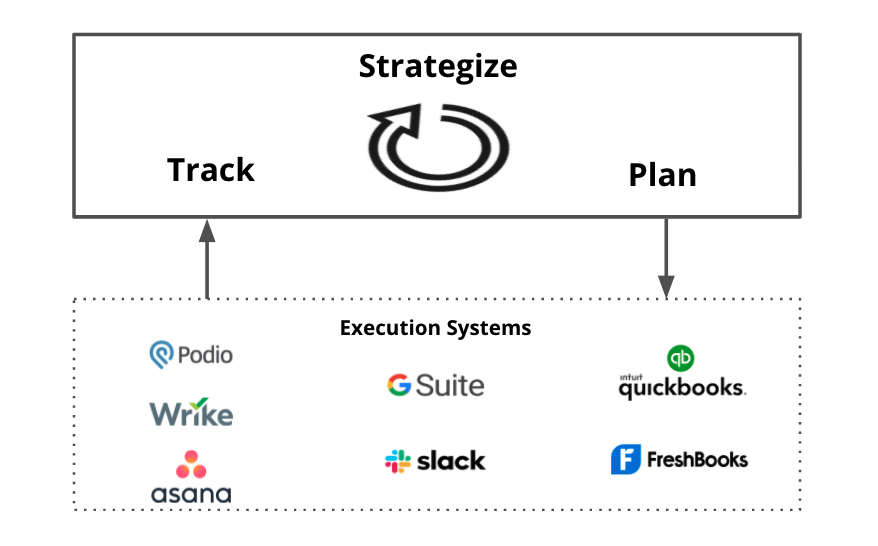 Strategize
Track
Plan
Execution Systems
Podio
Wrike
asana
G Suite
slack
qb
intuit
quickbooks.
F FreshBooks